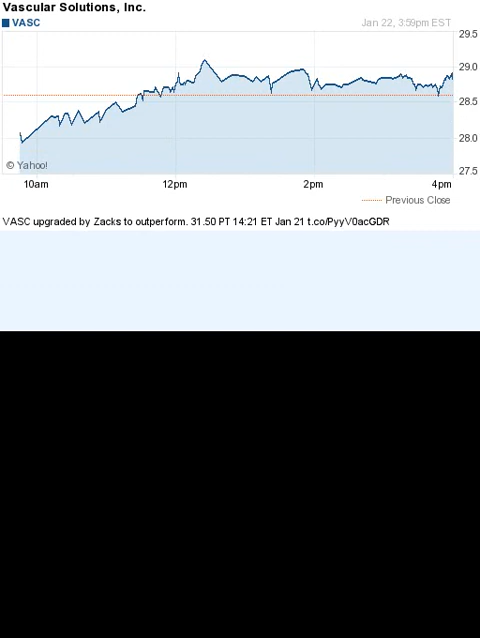 Vascular Solutions, Inc.
VASC Jan 22, 3:59pm EST
29.5
29.0
28.5
28.0
27.5
© Yahoo!
10am 12pm 2pm 4pm
Previous Close
VASC upgraded by Zacks to outperform. 31.50 PT 14:21 ET Jan 21 t.co/PyyV0acGDR